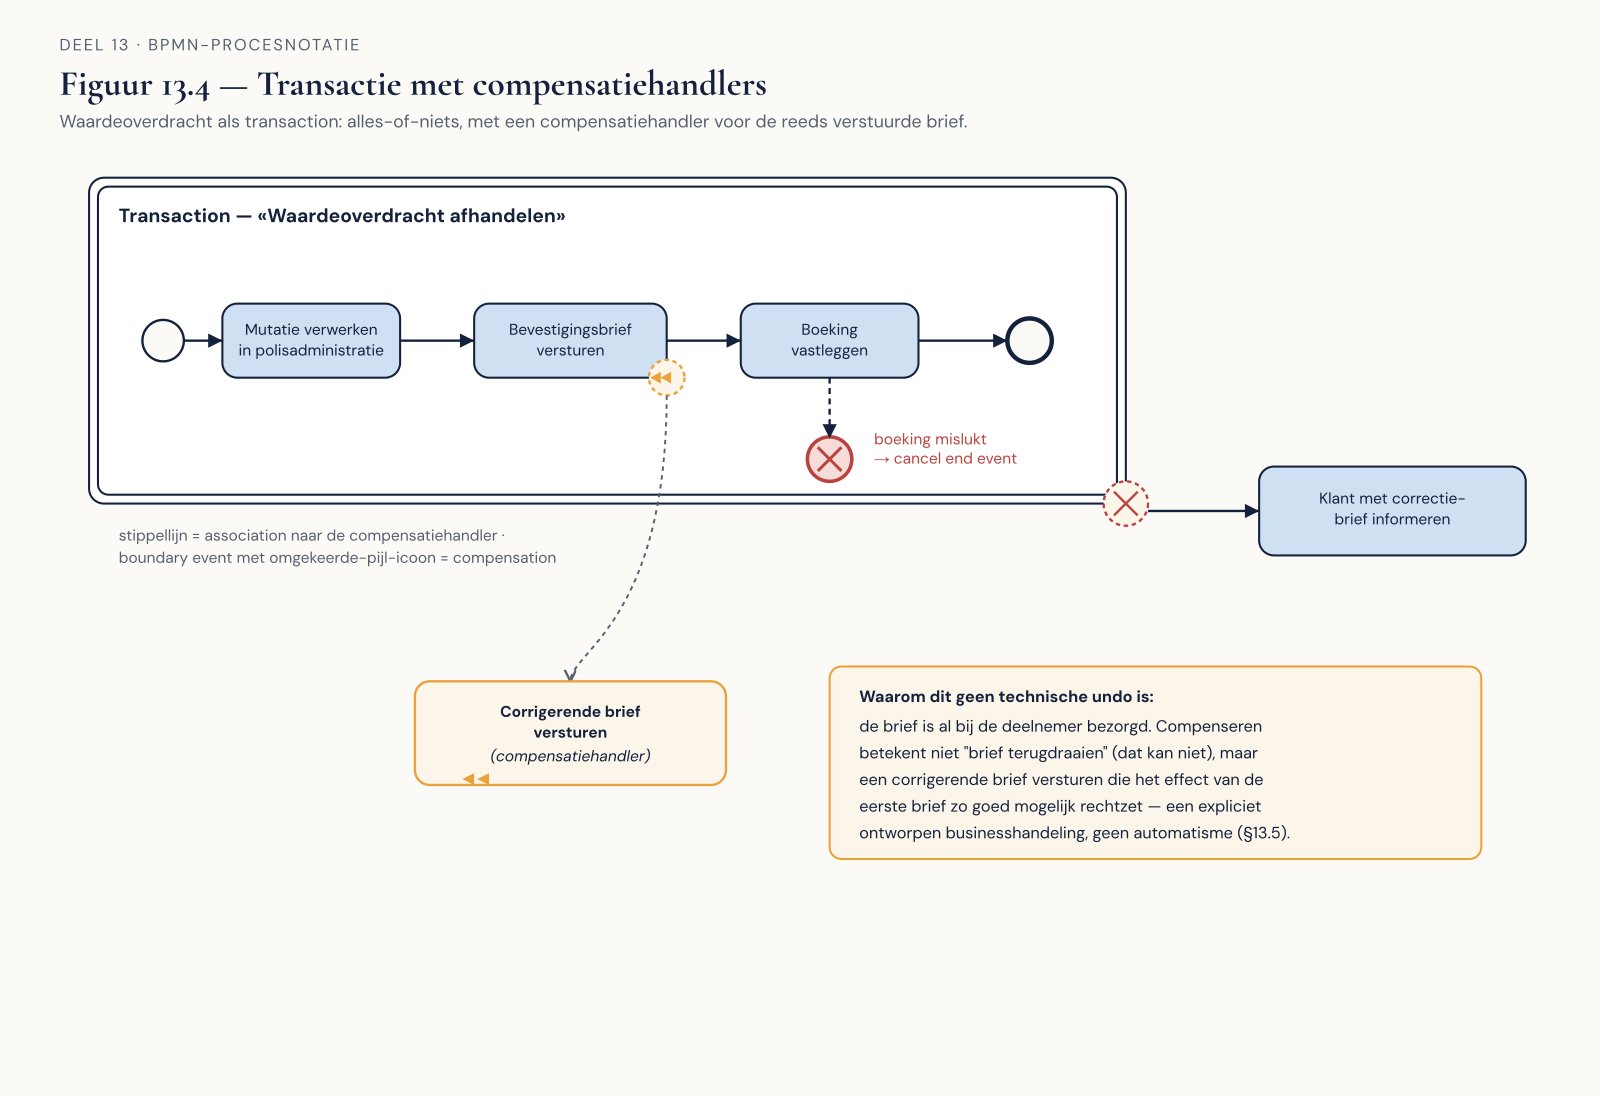 DEEL 13 · BPMN-PROCESNOTATIE
Figuur 13.4 — Transactie met compensatiehandlers
Waardeoverdracht als transaction: alles-of-niets, met een compensatiehandler voor de reeds verstuurde brief.
Transaction — «Waardeoverdracht afhandelen»
Mutatie verwerken
in polisadministratie
Bevestigingsbrief
versturen
Boeking
vastleggen
boeking mislukt
→ cancel end event
Klant met correctie-
brief informeren
stippellijn = association naar de compensatiehandler ·
boundary event met omgekeerde-pijl-icoon = compensation
Corrigerende brief
versturen
(compensatiehandler)
Waarom dit geen technische undo is:
de brief is al bij de deelnemer bezorgd. Compenseren
betekent niet "brief terugdraaien" (dat kan niet), maar
een corrigerende brief versturen die het effect van de
eerste brief zo goed mogelijk rechtzet — een expliciet
ontworpen businesshandeling, geen automatisme (§13.5).